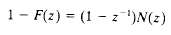 1 − F(z) = (1 − z⁻¹)N(z)